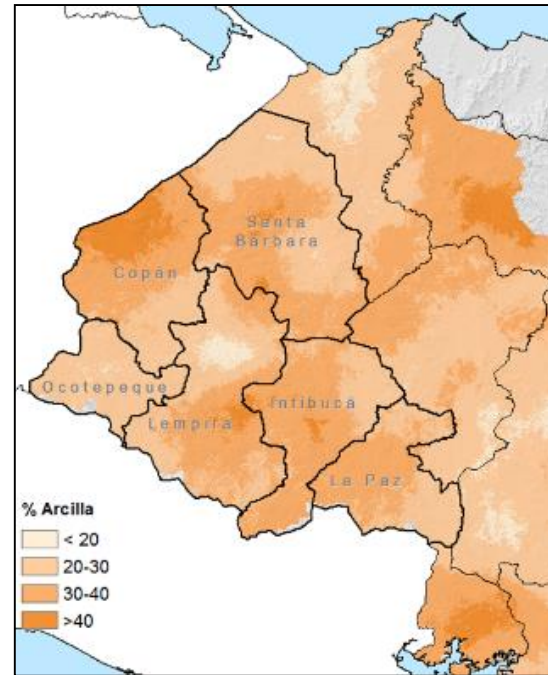 Santa
Bárbara
Copán
Ocotepeque
Lempira
Intibucá
La Paz
% Arcilla
< 20
20-30
30-40
>40